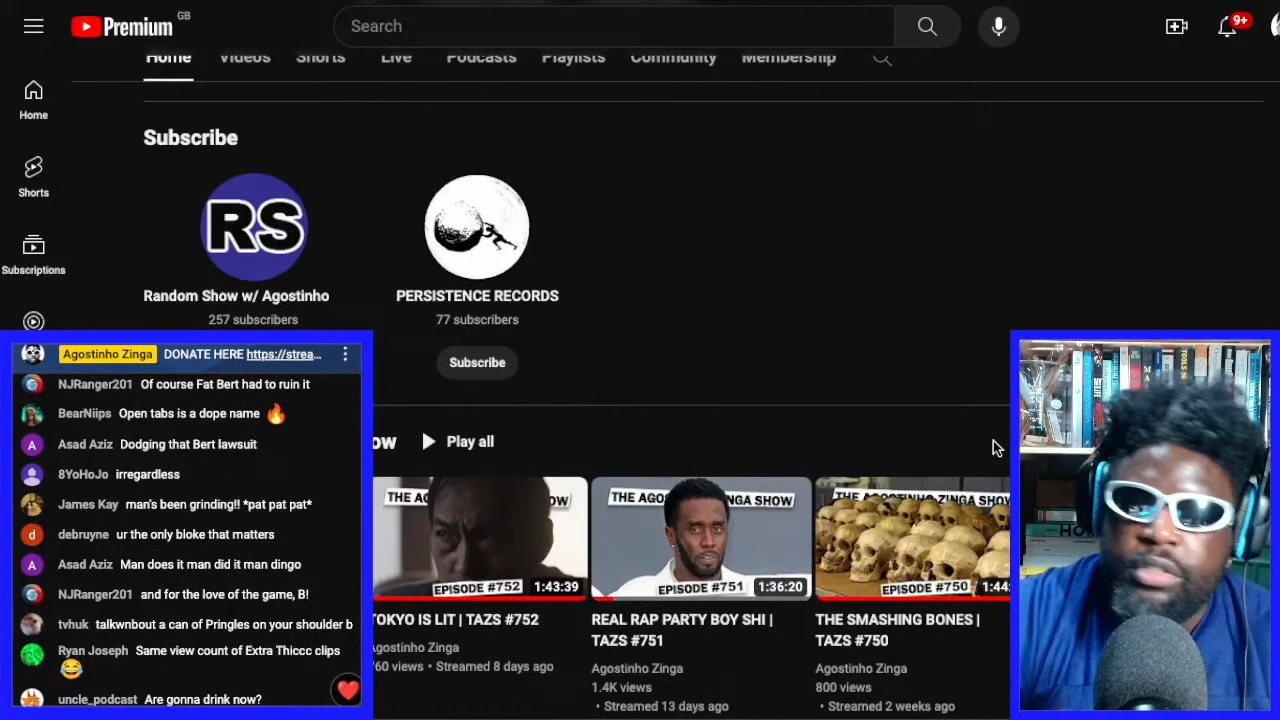 Premium GB
Search
9+
Home Videos Shorts Live Podcasts Playlists Community Membership
Home
Shorts
Subscriptions
Subscribe
RS
Random Show w/ Agostinho
257 subscribers
PERSISTENCE RECORDS
77 subscribers
Subscribe
Agostinho Zinga DONATE HERE https://strea...
NJRanger201 Of course Fat Bert had to ruin it
BearNiips Open tabs is a dope name
A Asad Aziz Dodging that Bert lawsuit
8YoHoJo irregardless
James Kay man's been grinding!! *pat pat pat*
d debruyne ur the only bloke that matters
A Asad Aziz Man does it man did it man dingo
NJRanger201 and for the love of the game, B!
tvhuk talkwnbout a can of Pringles on your shoulder b
Ryan Joseph Same view count of Extra Thiccc clips
uncle_podcast Are gonna drink now?
ow Play all
THE AG OW
EPISODE #752 1:43:39
TOKYO IS LIT | TAZS #752
Agostinho Zinga
760 views • Streamed 8 days ago
THE AGOS NGA SHOW
EPISODE #751 1:36:20
REAL RAP PARTY BOY SHI |
TAZS #751
Agostinho Zinga
1.4K views
• Streamed 13 days ago
THE AGOSTINHO ZINGA SHOW
EPISODE #750 1:44:
THE SMASHING BONES |
TAZS #750
Agostinho Zinga
800 views
• Streamed 2 weeks ago